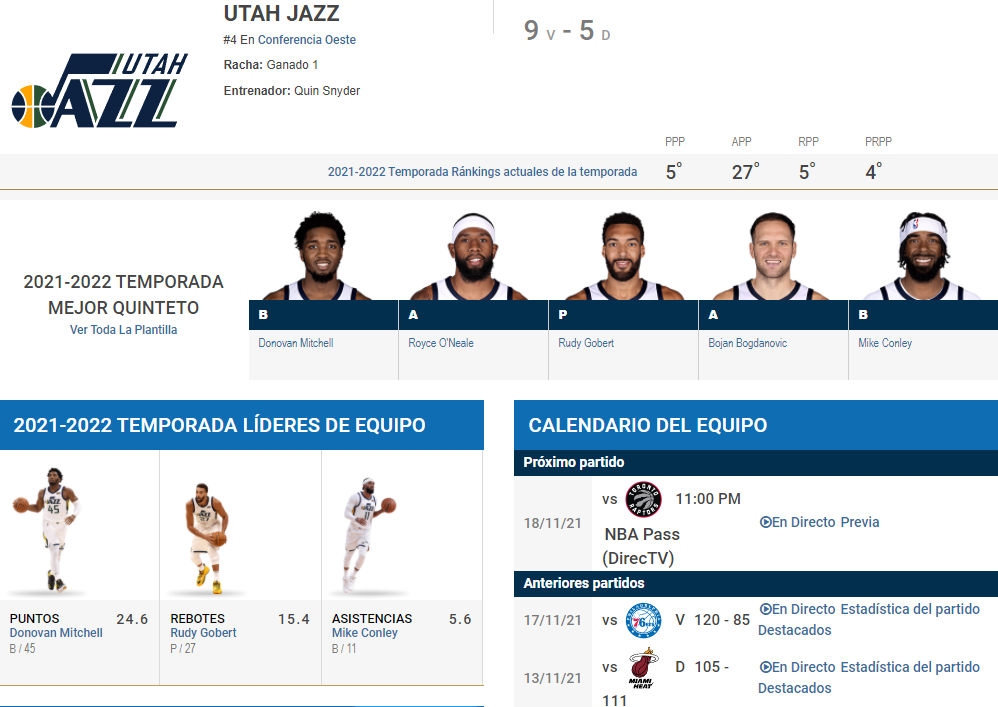 UTAH JAZZ
#4 En Conferencia Oeste
Racha: Ganado 1
Entrenador: Quin Snyder
9 V - 5 D
UTAH
JAZZ
PPP APP RPP PRPP
2021-2022 Temporada Ránkings actuales de la temporada 5° 27° 5° 4°
2021-2022 TEMPORADA
MEJOR QUINTETO
Ver Toda La Plantilla
B A P A B
Donovan Mitchell Royce O'Neale Rudy Gobert Bojan Bogdanovic Mike Conley
2021-2022 TEMPORADA LÍDERES DE EQUIPO
PUNTOS 24.6
Donovan Mitchell
B / 45
REBOTES 15.4
Rudy Gobert
P / 27
ASISTENCIAS 5.6
Mike Conley
B / 11
CALENDARIO DEL EQUIPO
Próximo partido
18/11/21 vs TORONTO RAPTORS 11:00 PM
NBA Pass
(DirecTV)
En Directo Previa
Anteriores partidos
17/11/21 vs 76ers V 120 - 85
En Directo Estadística del partido
Destacados
13/11/21 vs MIAMI HEAT D 105 -
111
En Directo Estadística del partido
Destacados